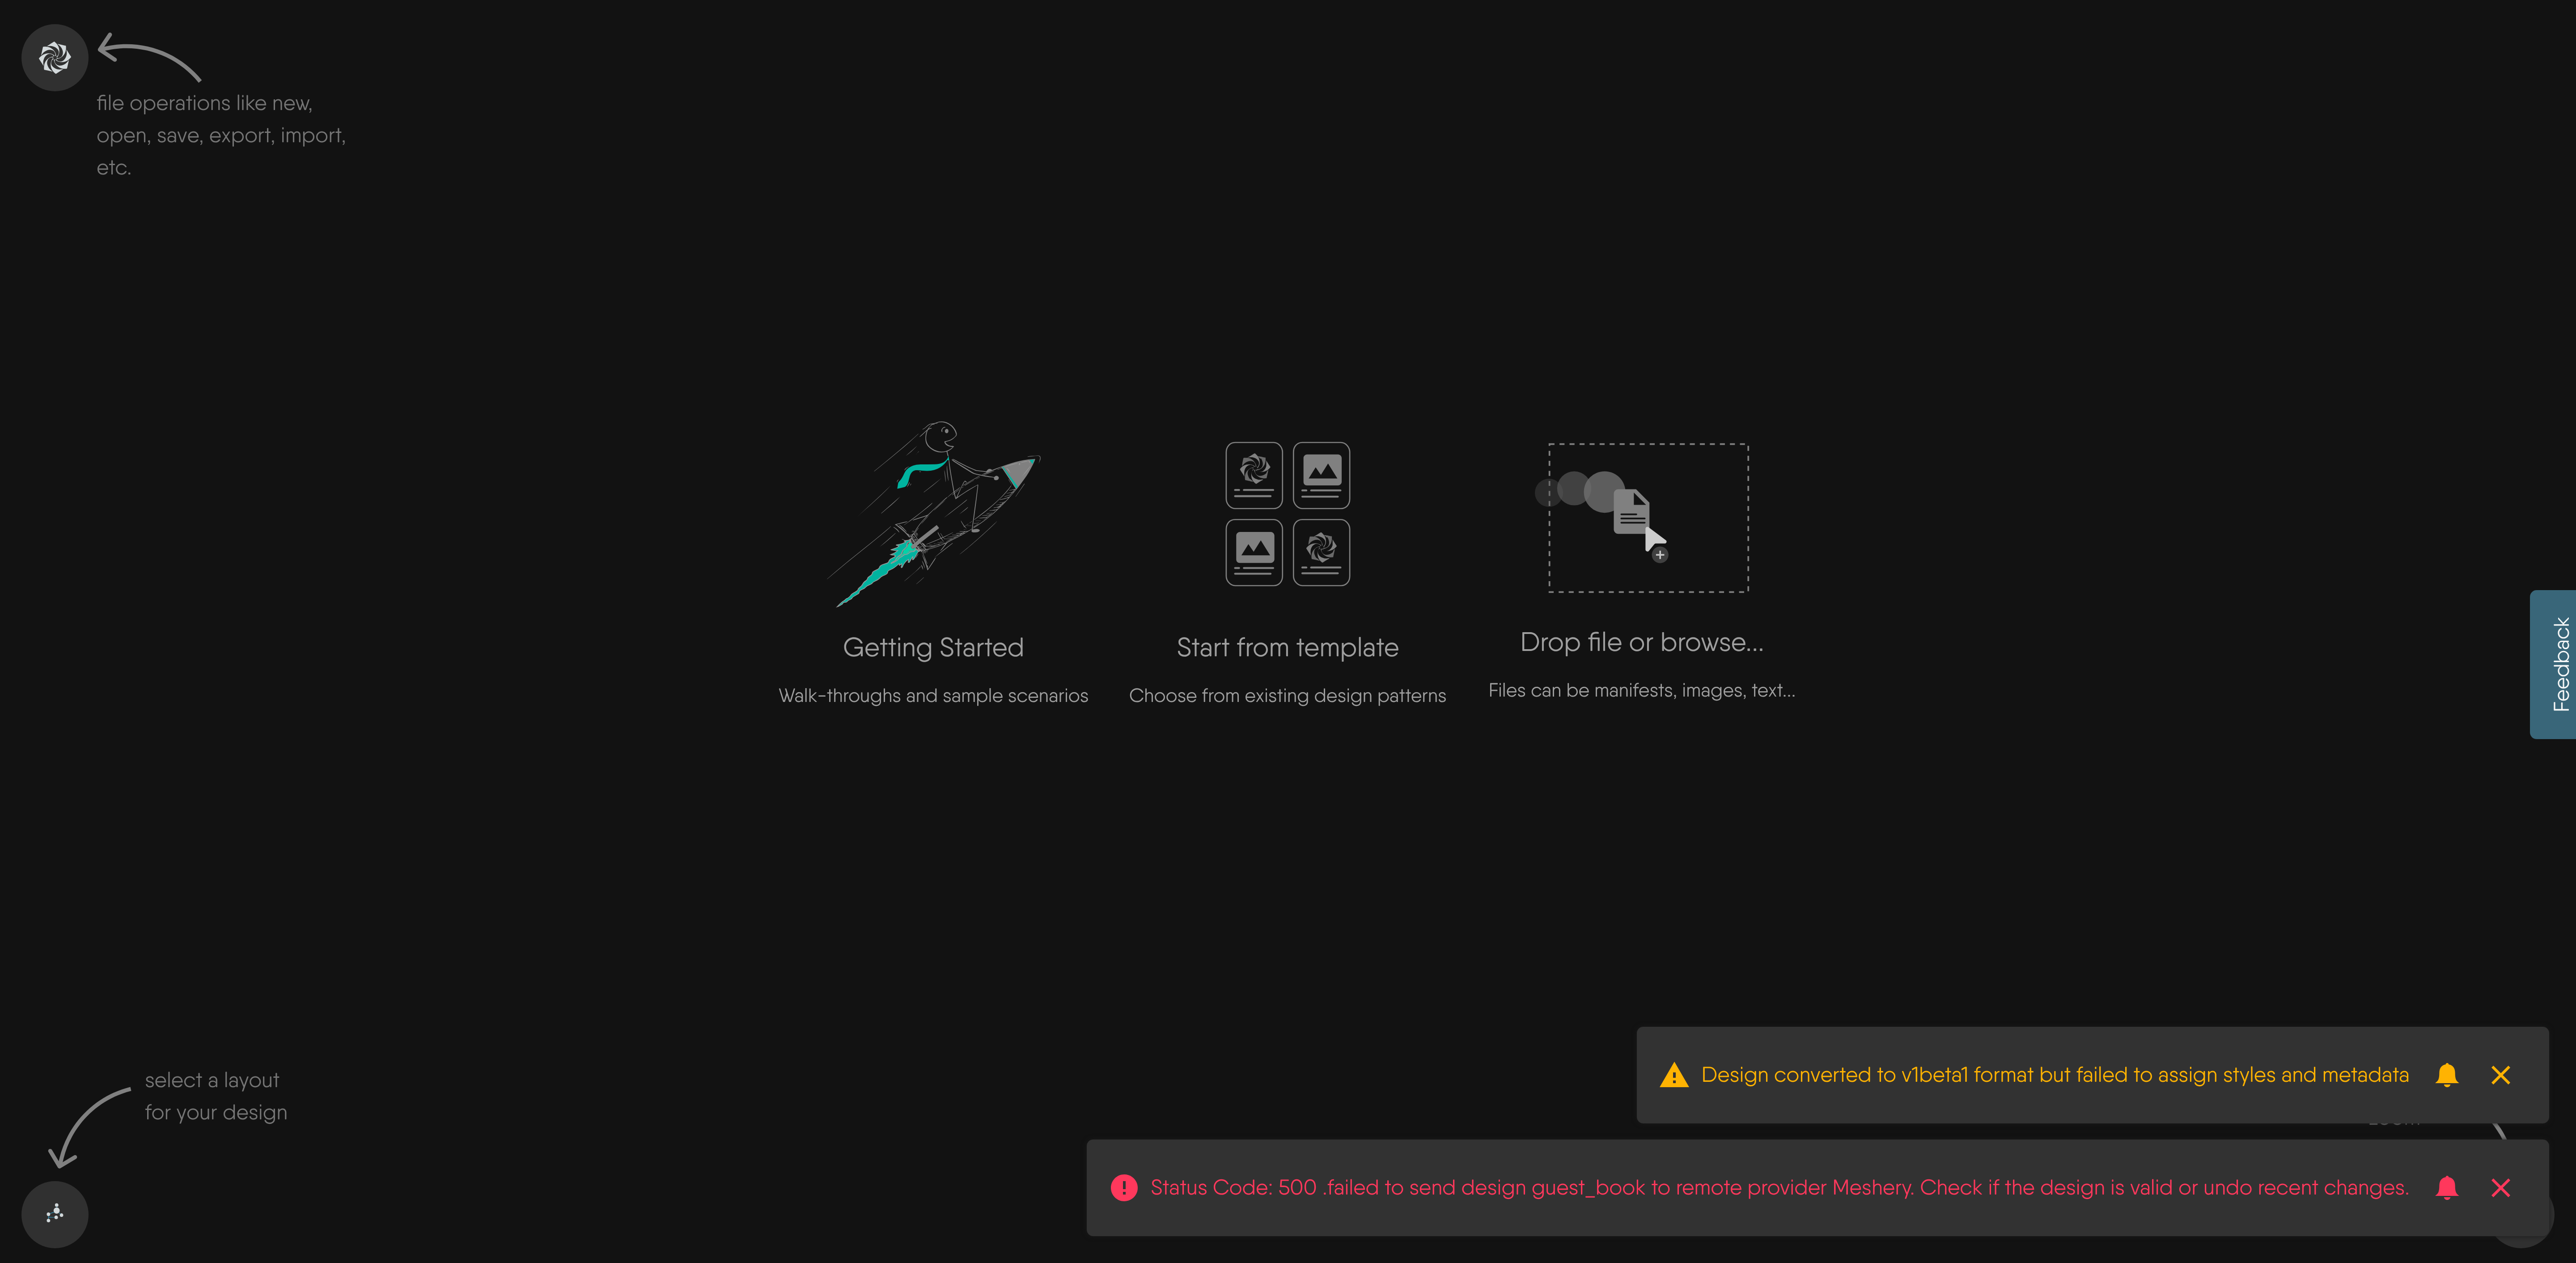 file operations like new,
open, save, export, import,
etc.
Getting Started
Walk-throughs and sample scenarios
Start from template
Choose from existing design patterns
Drop file or browse...
Files can be manifests, images, text...
Feedback
select a layout
for your design
Design converted to v1beta1 format but failed to assign styles and metadata
Status Code: 500 .failed to send design guest_book to remote provider Meshery. Check if the design is valid or undo recent changes.